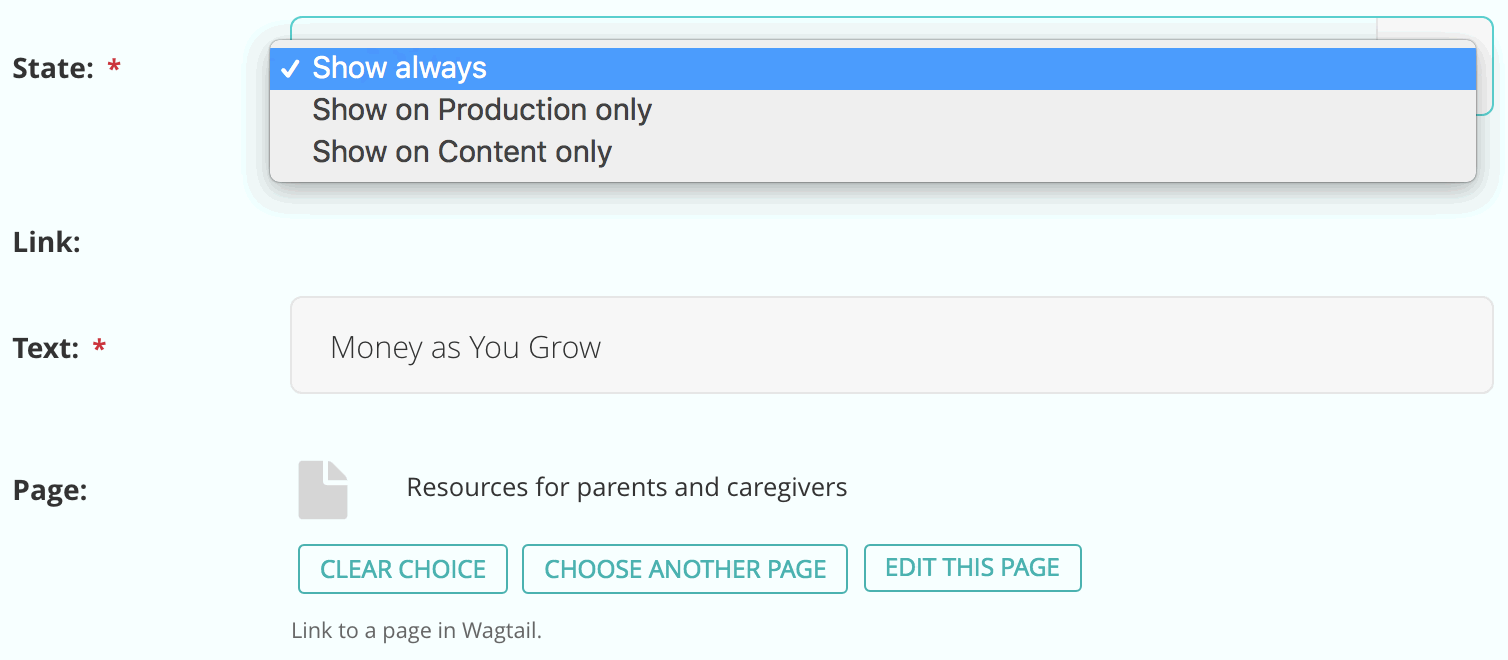 State: *
✓ Show always
Show on Production only
Show on Content only
Link:
Text: * Money as You Grow
Page: Resources for parents and caregivers
CLEAR CHOICE CHOOSE ANOTHER PAGE EDIT THIS PAGE
Link to a page in Wagtail.